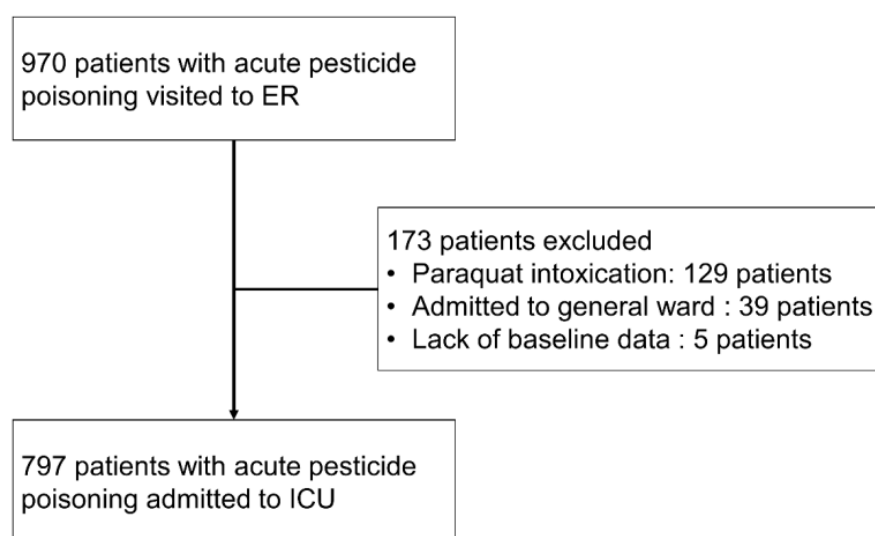 970 patients with acute pesticide
poisoning visited to ER
173 patients excluded
• Paraquat intoxication: 129 patients
• Admitted to general ward : 39 patients
• Lack of baseline data : 5 patients
797 patients with acute pesticide
poisoning admitted to ICU